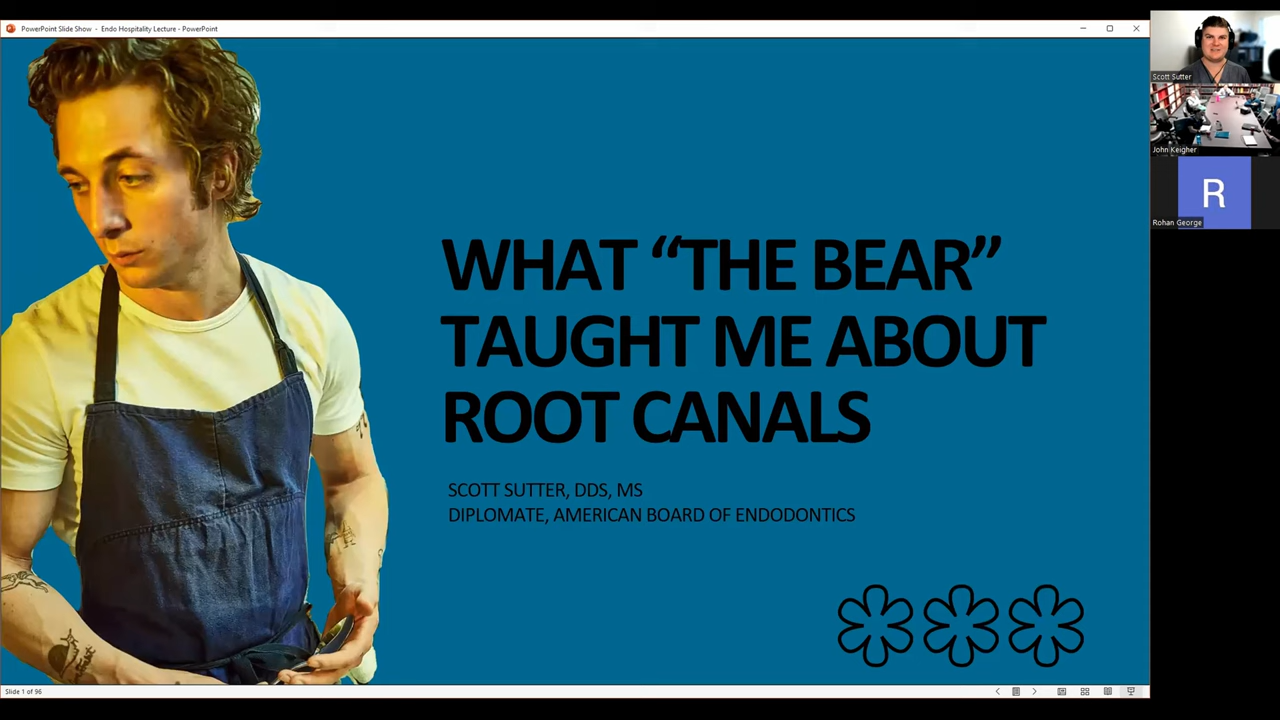 PowerPoint Slide Show - Endo Hospitality Lecture - PowerPoint
Scott Sutter
John Keigher
R
Rohan George
WHAT “THE BEAR”
TAUGHT ME ABOUT
ROOT CANALS
SCOTT SUTTER, DDS, MS
DIPLOMATE, AMERICAN BOARD OF ENDODONTICS
Slide 1 of 96